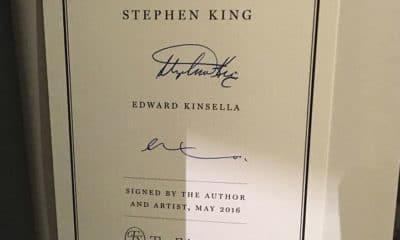 STEPHEN KING
EDWARD KINSELLA
SIGNED BY THE AUTHOR
AND ARTIST, MAY 2016